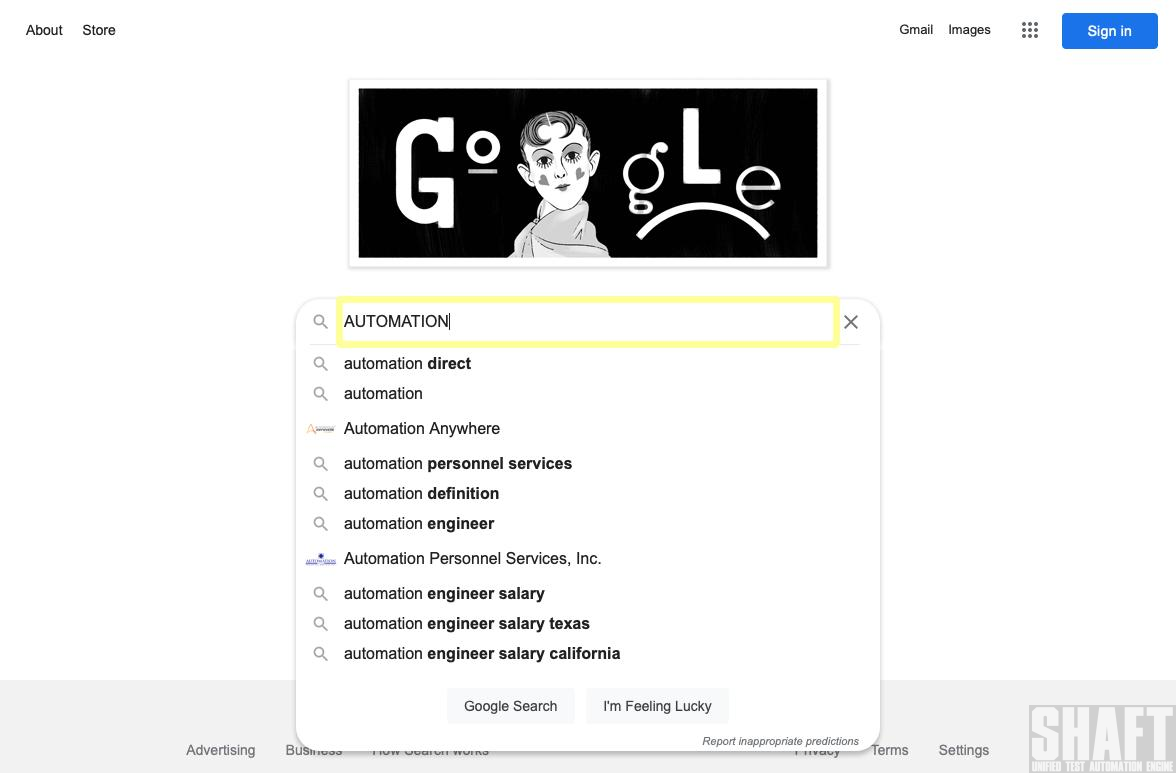 About Store Gmail Images Sign in
GoogLe
AUTOMATION
automation direct
automation
Automation Anywhere
automation personnel services
automation definition
automation engineer
AUTOMATION
Automation Personnel Services, Inc.
automation engineer salary
automation engineer salary texas
automation engineer salary california
Google Search I'm Feeling Lucky
Report inappropriate predictions
Advertising Business How Search works Privacy Terms Settings
SHAFT
UNIFIED TEST AUTOMATION ENGINE